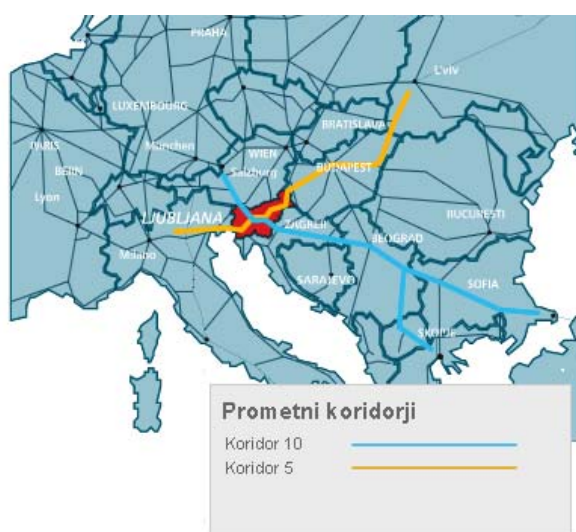 PRAHA
L'viv
LUXEMBOURG
BRATISLAVA
PARIS
München
WIEN
BERN
Salzburg
BUDAPEST
Lyon
LJUBLJANA
ZAGREB
BUCURESTI
BEOGRAD
Milano
SARAJEVO
SOFIA
SKOPJE
Prometni koridorji
Koridor 10
Koridor 5